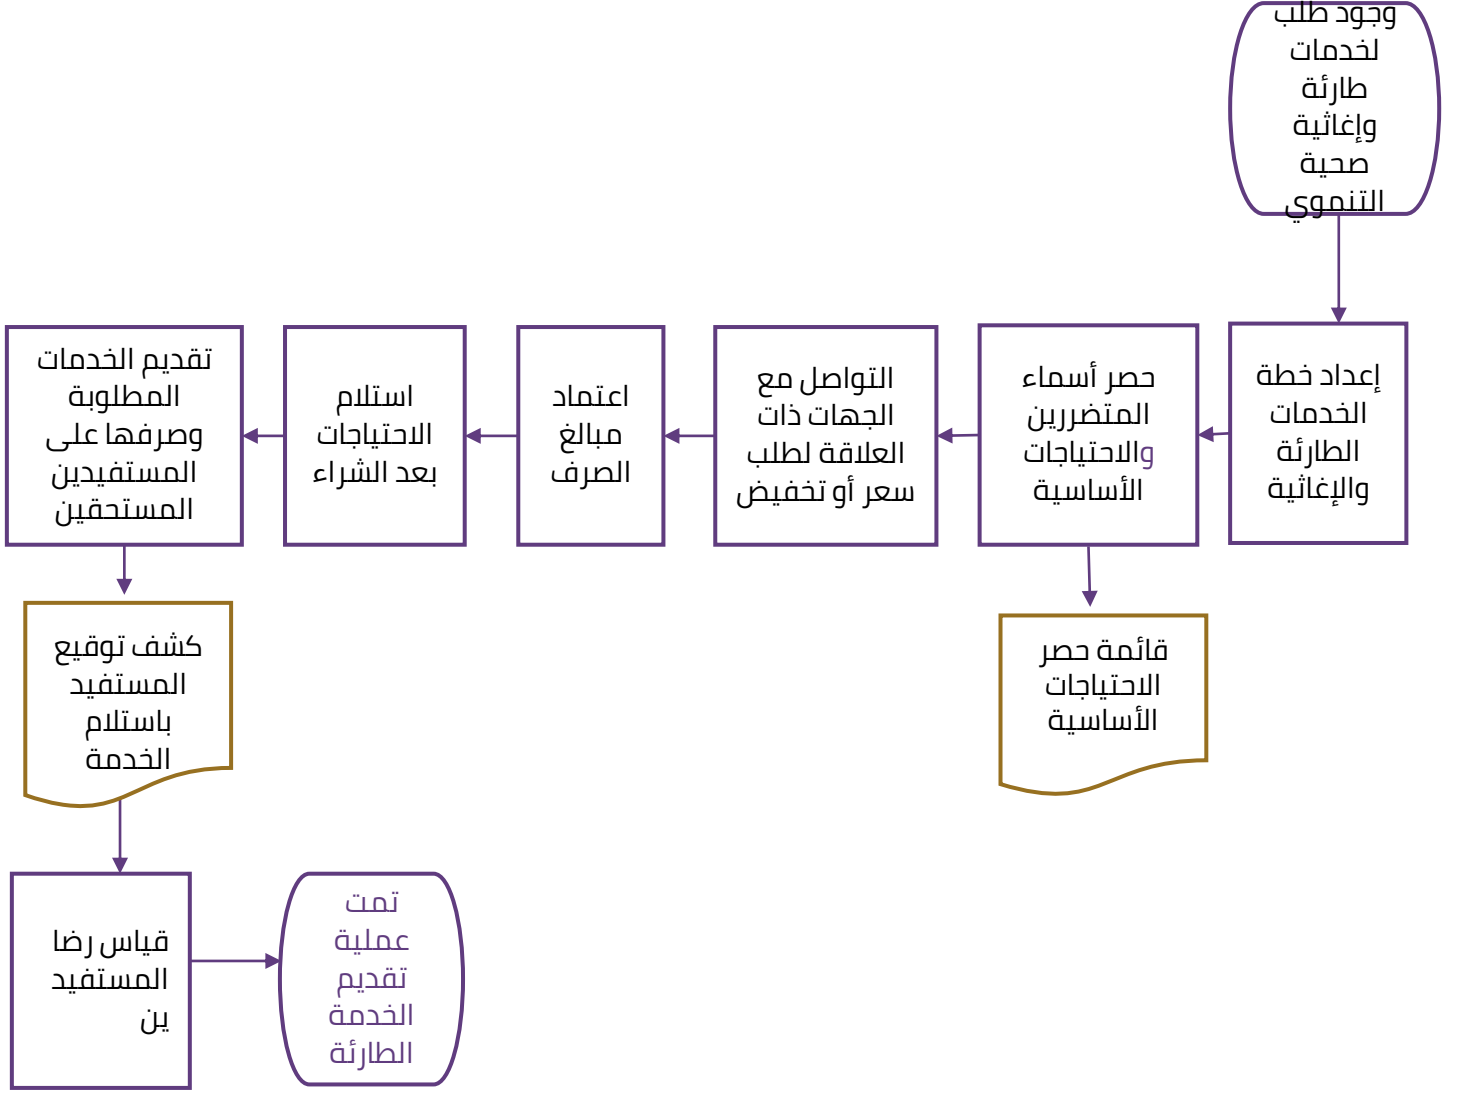 وجود طلب
لخدمات
طارئة
وإغاثية
صحية
التنموي
إعداد خطة
الخدمات
الطارئة
والإغاثية
حصر أسماء
المتضررين
والاحتياجات
الأساسية
التواصل مع
الجهات ذات
العلاقة لطلب
سعر أو تخفيض
اعتماد
مبالغ
الصرف
استلام
الاحتياجات
بعد الشراء
تقديم الخدمات
المطلوبة
وصرفها على
المستفيدين
المستحقين
قائمة حصر
الاحتياجات
الأساسية
كشف توقيع
المستفيد
باستلام
الخدمة
قياس رضا
المستفيد
ين
تمت
عملية
تقديم
الخدمة
الطارئة